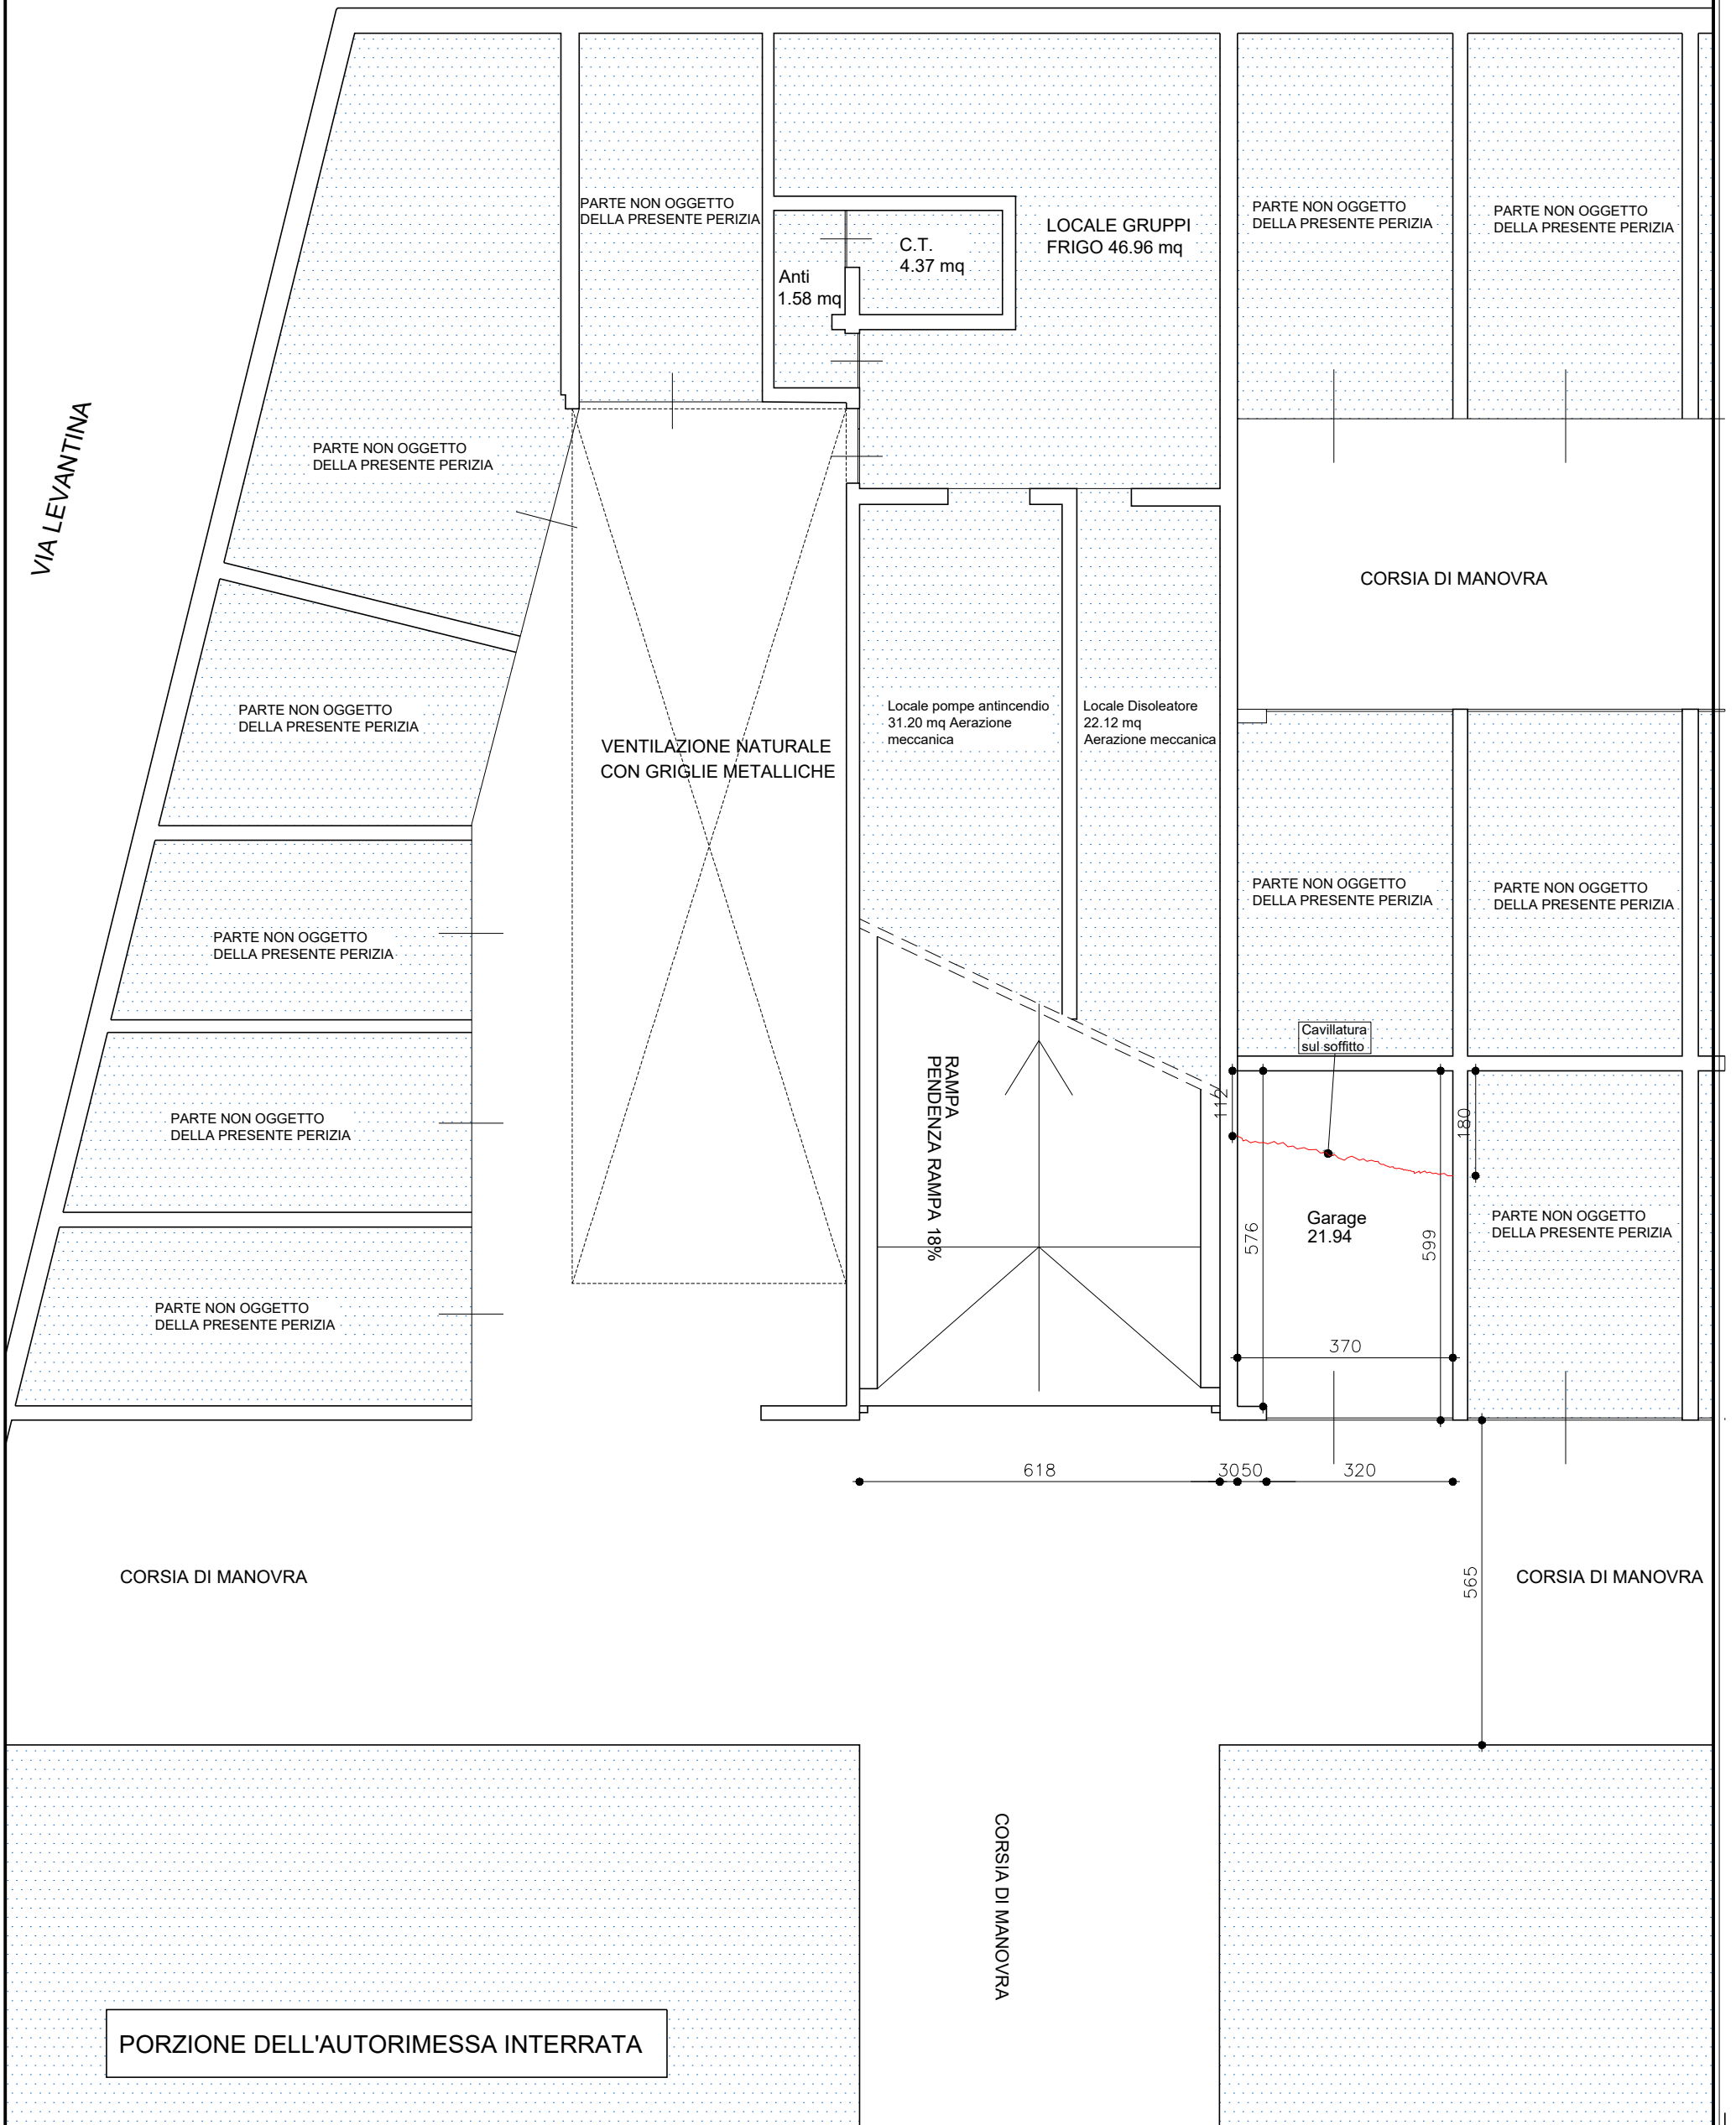 PARTE NON OGGETTO
DELLA PRESENTE PERIZIA
LOCALE GRUPPI
FRIGO 46.96 mq
C.T.
4.37 mq
Anti
1.58 mq
PARTE NON OGGETTO
DELLA PRESENTE PERIZIA
PARTE NON OGGETTO
DELLA PRESENTE PERIZIA
VIA LEVANTINA
PARTE NON OGGETTO
DELLA PRESENTE PERIZIA
CORSIA DI MANOVRA
PARTE NON OGGETTO
DELLA PRESENTE PERIZIA
VENTILAZIONE NATURALE
CON GRIGLIE METALLICHE
Locale pompe antincendio
31.20 mq Aerazione
meccanica
Locale Disoleatore
22.12 mq
Aerazione meccanica
PARTE NON OGGETTO
DELLA PRESENTE PERIZIA
PARTE NON OGGETTO
DELLA PRESENTE PERIZIA
PARTE NON OGGETTO
DELLA PRESENTE PERIZIA
Cavillatura
sul soffitto
RAMPA
PENDENZA RAMPA 18%
112
180
PARTE NON OGGETTO
DELLA PRESENTE PERIZIA
576
Garage
21.94
599
PARTE NON OGGETTO
DELLA PRESENTE PERIZIA
PARTE NON OGGETTO
DELLA PRESENTE PERIZIA
370
618
30
50
320
565
CORSIA DI MANOVRA
CORSIA DI MANOVRA
CORSIA DI MANOVRA
PORZIONE DELL'AUTORIMESSA INTERRATA